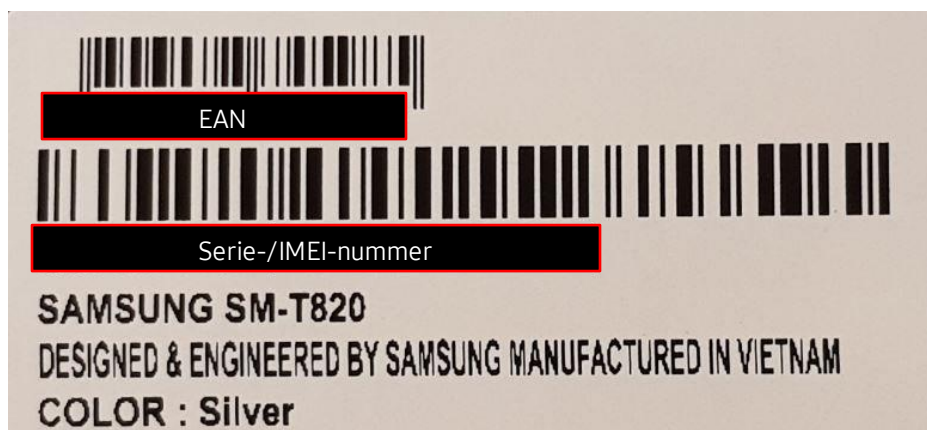 EAN
Serie-/IMEI-nummer
SAMSUNG SM-T820
DESIGNED & ENGINEERED BY SAMSUNG MANUFACTURED IN VIETNAM
COLOR : Silver